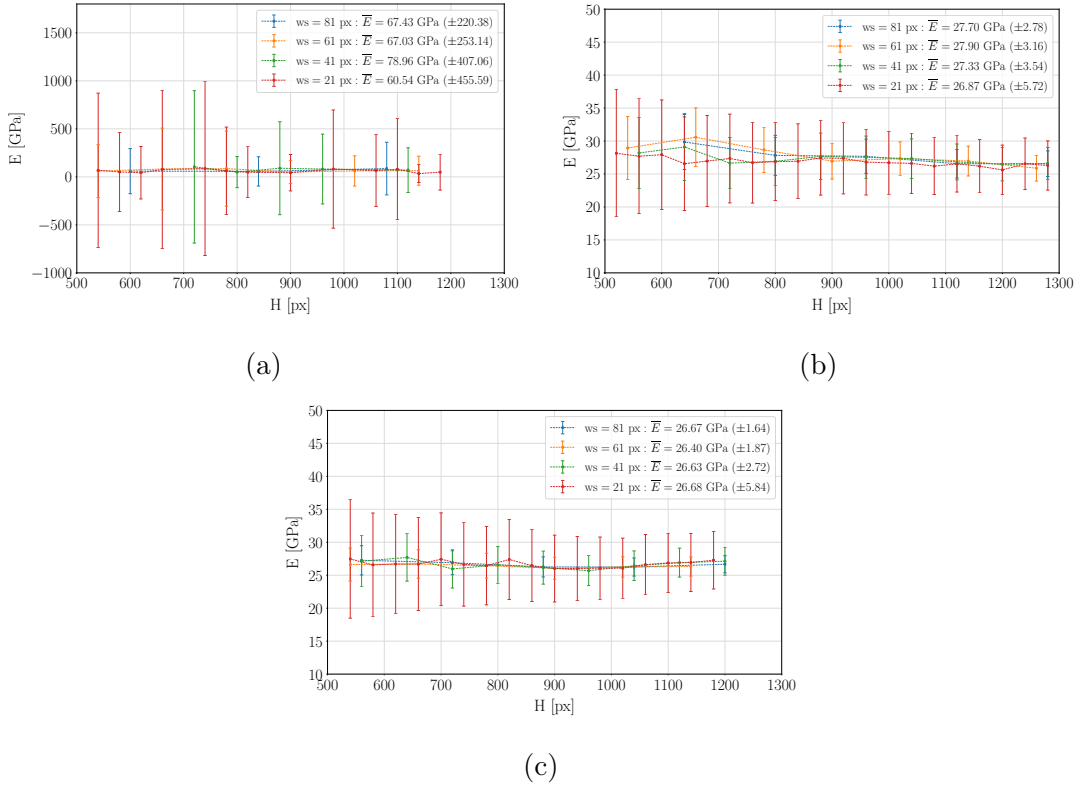 ws = 81 px : E = 67.43 GPa (±220.38)
ws = 61 px : E = 67.03 GPa (±253.14)
ws = 41 px : E = 78.96 GPa (±407.06)
ws = 21 px : E = 60.54 GPa (±455.59)
1500
1000
500
0
−500
−1000
E [GPa]
500 600 700 800 900 1000 1100 1200 1300
H [px]
(a)
ws = 81 px : E = 27.70 GPa (±2.78)
ws = 61 px : E = 27.90 GPa (±3.16)
ws = 41 px : E = 27.33 GPa (±3.54)
ws = 21 px : E = 26.87 GPa (±5.72)
50
45
40
35
30
25
20
15
10
E [GPa]
500 600 700 800 900 1000 1100 1200 1300
H [px]
(b)
ws = 81 px : E = 26.67 GPa (±1.64)
ws = 61 px : E = 26.40 GPa (±1.87)
ws = 41 px : E = 26.63 GPa (±2.72)
ws = 21 px : E = 26.68 GPa (±5.84)
50
45
40
35
30
25
20
15
10
E [GPa]
500 600 700 800 900 1000 1100 1200 1300
H [px]
(c)